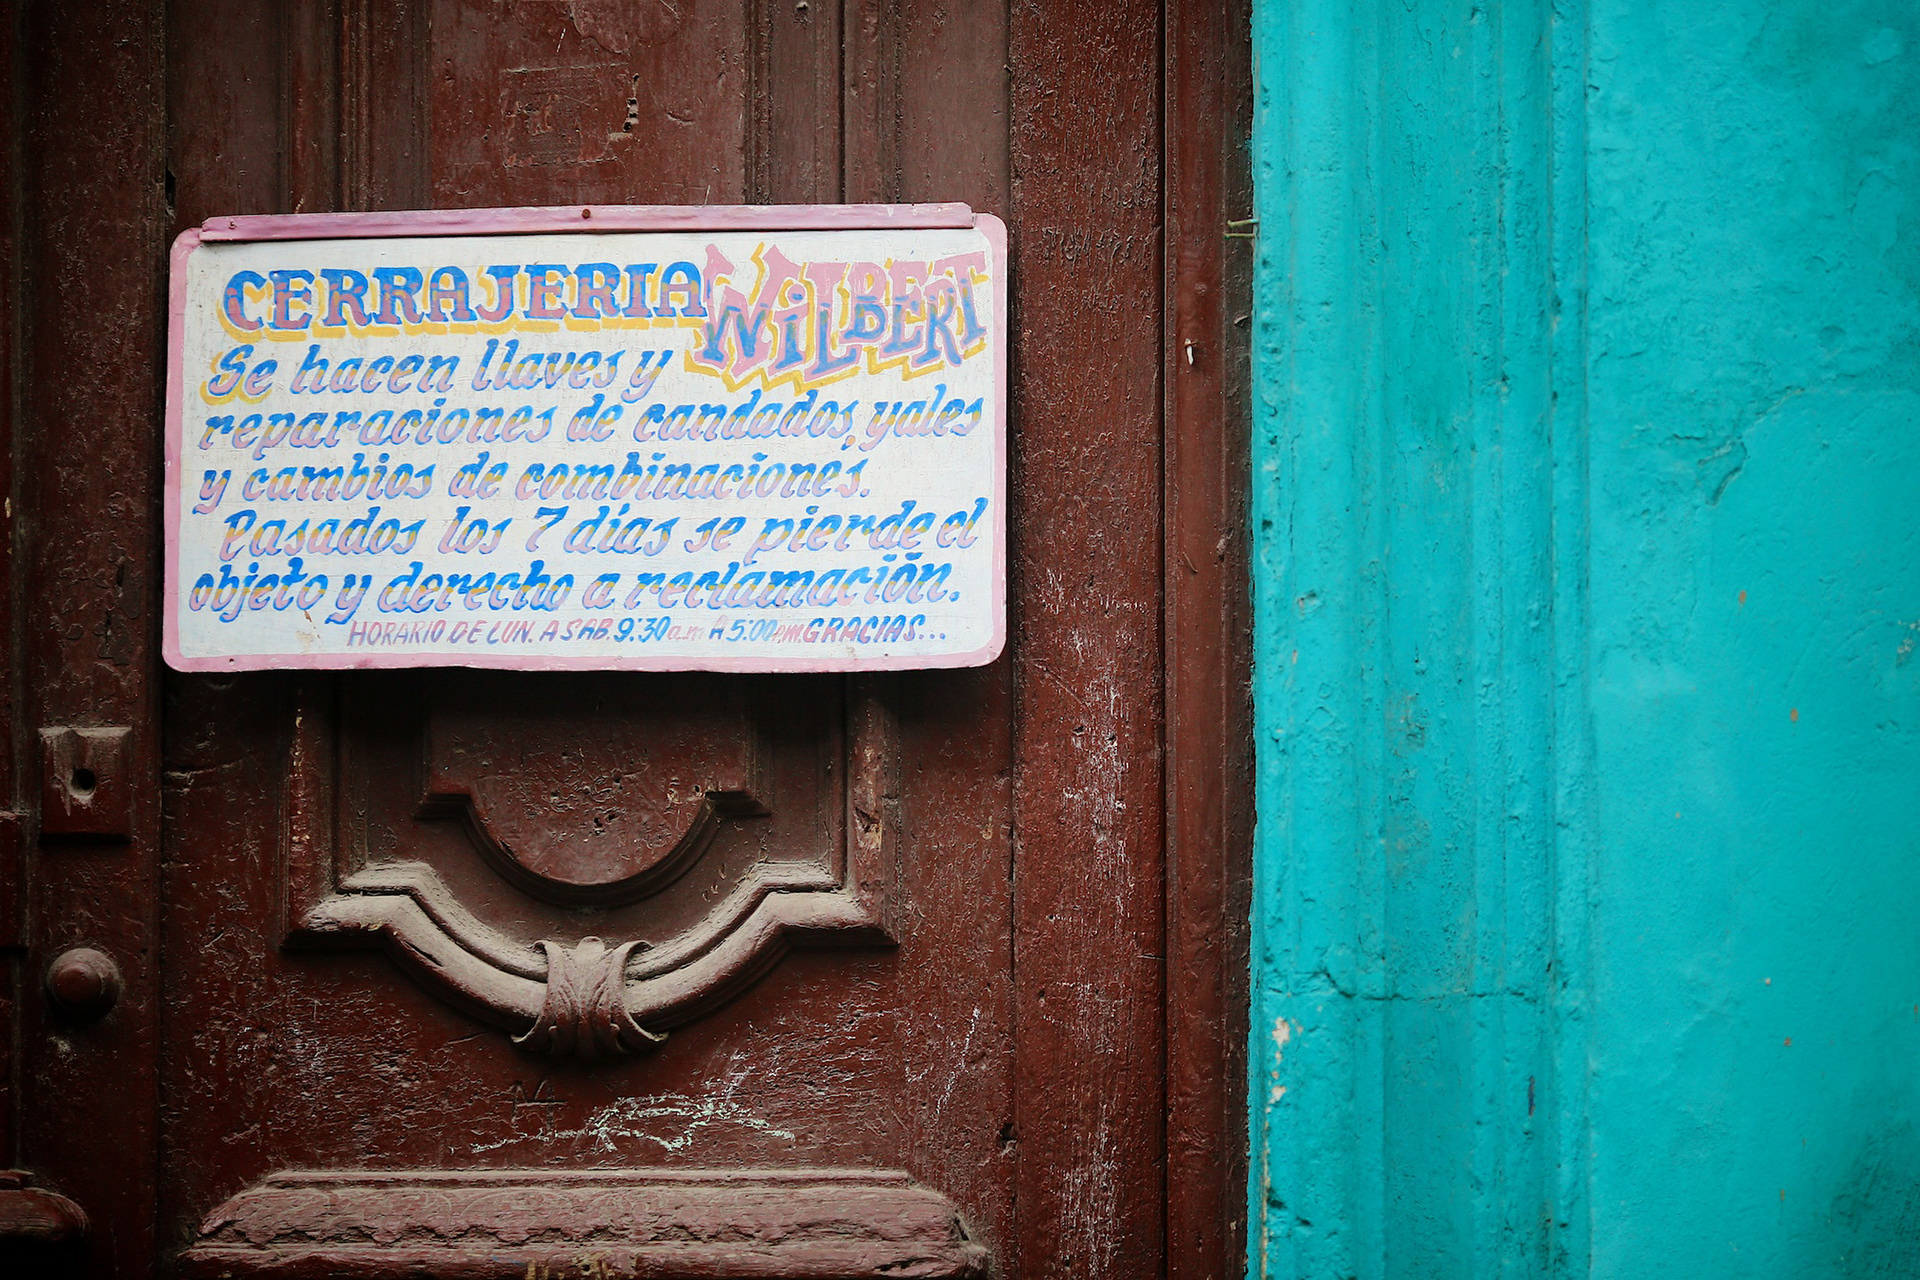 CERRAJERIA WiLBERT
Se hacen llaves y
reparaciones de candados, yales
y cambios de combinaciones.
Pasados los 7 días se pierde el
objeto y derecho a reclamación.
HORARIO DE LUN. A SAB. 9:30 a.m A 5:00 p.m. GRACIAS...